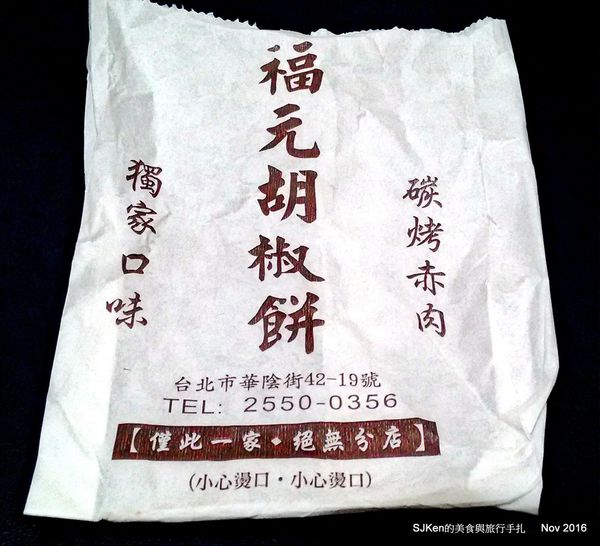 福元胡椒餅
碳烤赤肉
獨家口味
台北市華陰街42-19號
TEL: 2550-0356
【僅此一家・絕無分店】
(小心燙口・小心燙口)
SJKen的美食與旅行手扎 Nov 2016